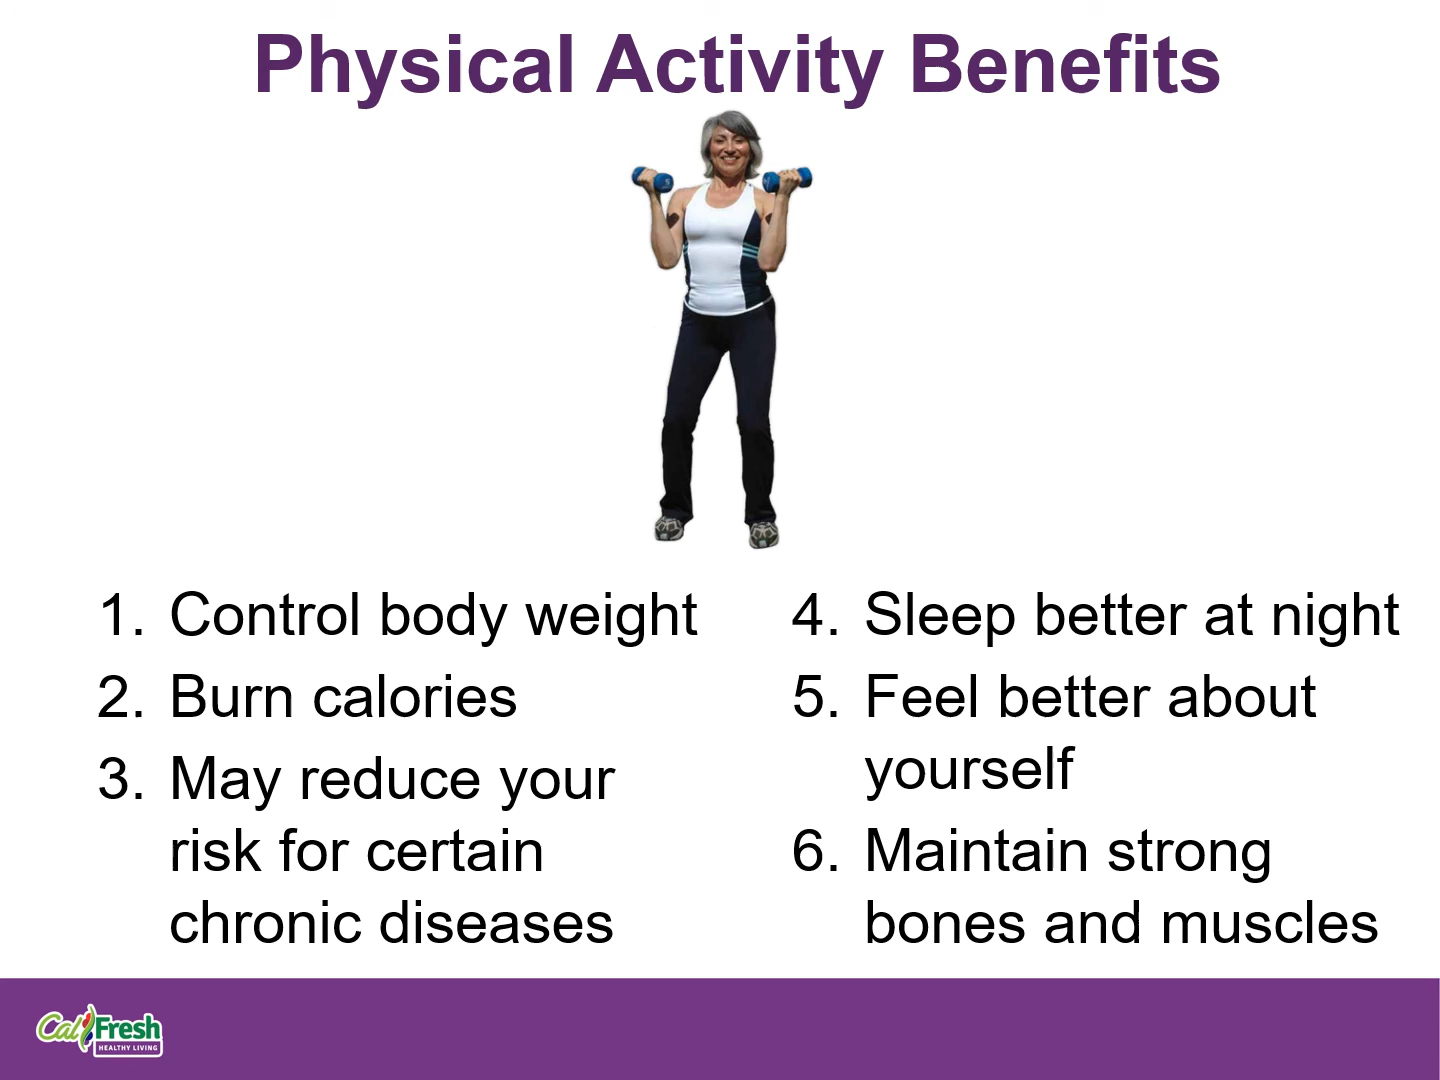 Physical Activity Benefits
1. Control body weight
2. Burn calories
3. May reduce your
risk for certain
chronic diseases
4. Sleep better at night
5. Feel better about
yourself
6. Maintain strong
bones and muscles
CalFresh
HEALTHY LIVING